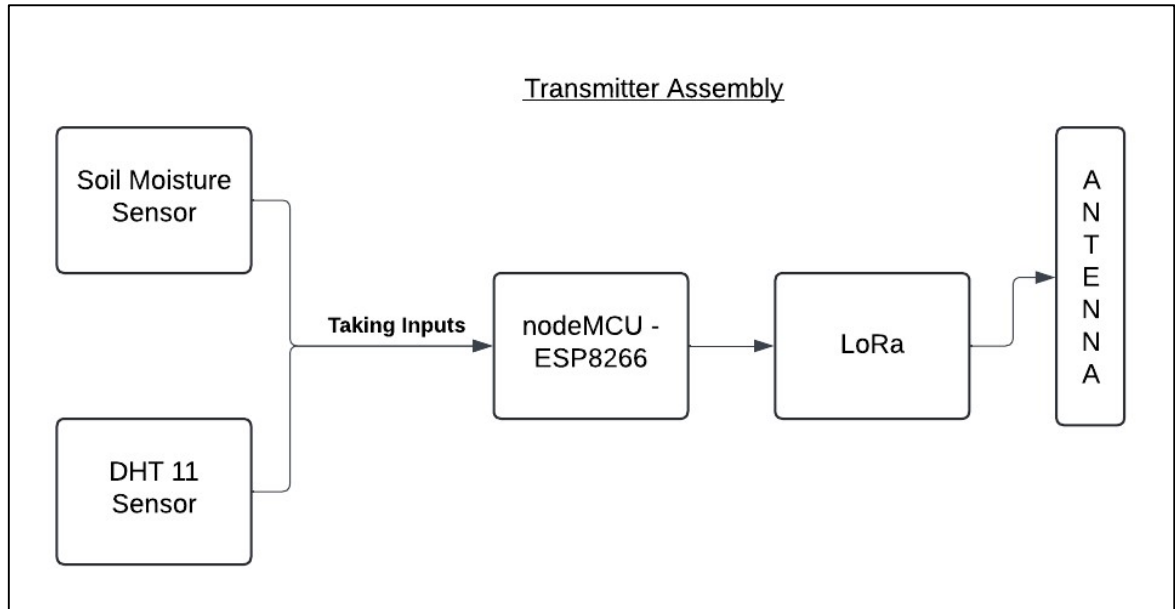 Transmitter Assembly
Soil Moisture
Sensor
Taking Inputs
DHT 11
Sensor
nodeMCU -
ESP8266
LoRa
A
N
T
E
N
N
A